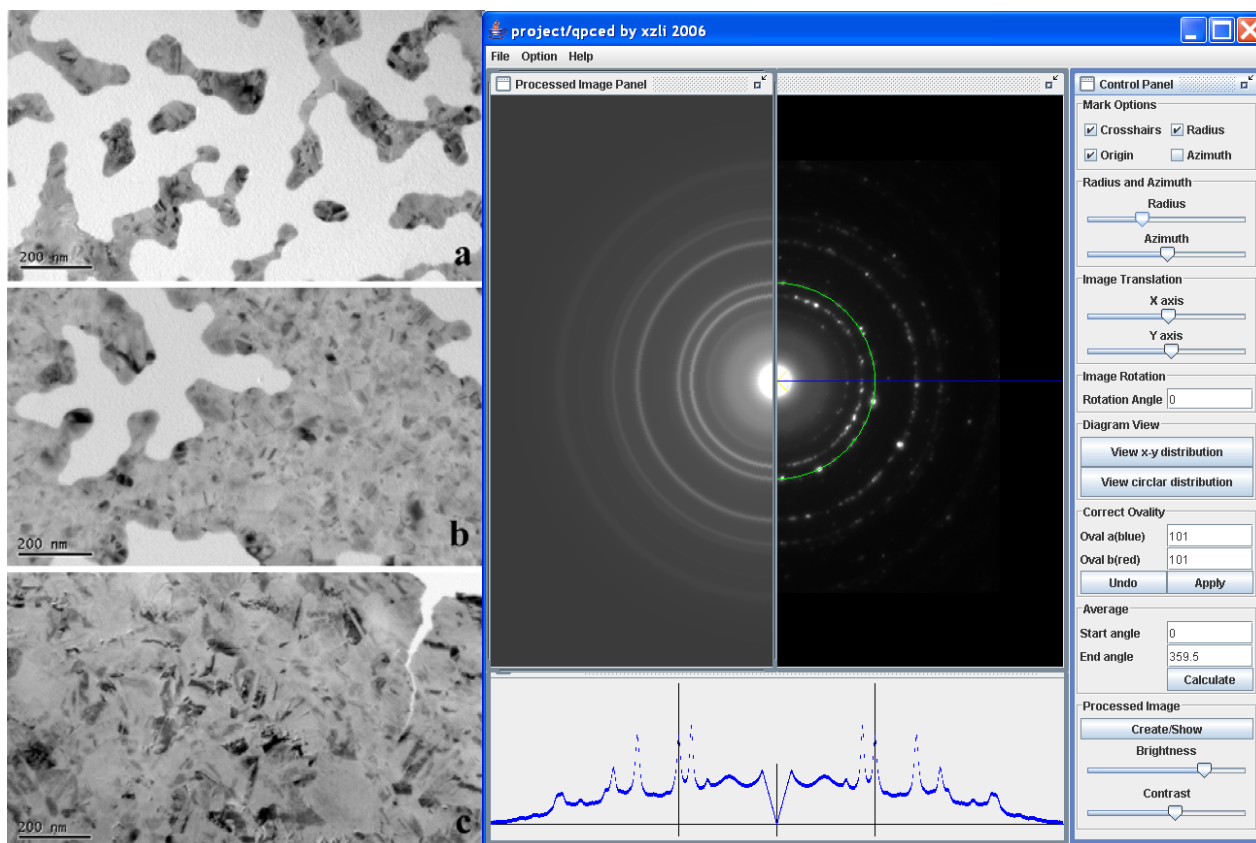 a
200 nm
b
200 nm
c
200 nm
project/qpced by xzli 2006
File Option Help
Processed Image Panel
Control Panel
Mark Options
Crosshairs Radius
Origin Azimuth
Radius and Azimuth
Radius
Azimuth
Image Translation
X axis
Y axis
Image Rotation
Rotation Angle 0
Diagram View
View x-y distribution
View circlar distribution
Correct Ovality
Oval a(blue) 101
Oval b(red) 101
Undo Apply
Average
Start angle 0
End angle 359.5
Calculate
Processed Image
Create/Show
Brightness
Contrast